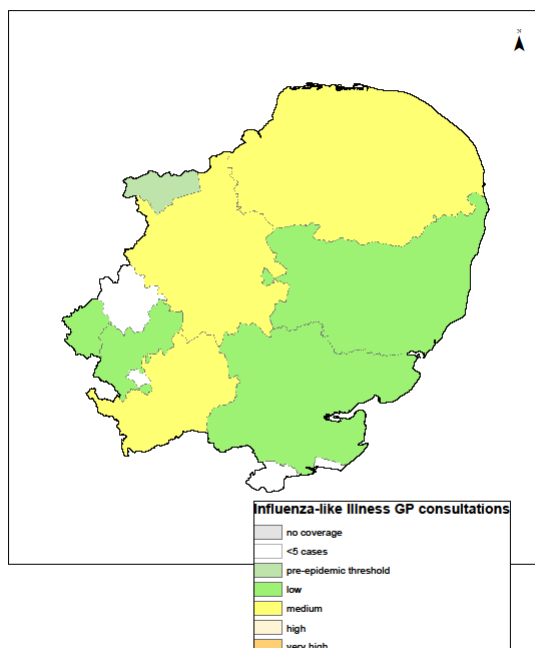 N
Influenza-like Illness GP consultations
no coverage
<5 cases
pre-epidemic threshold
low
medium
high
very high